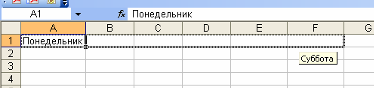 A1 fx Понедельник
A B C D E F G
1 Понедельник
2 Суббота
3
4
5